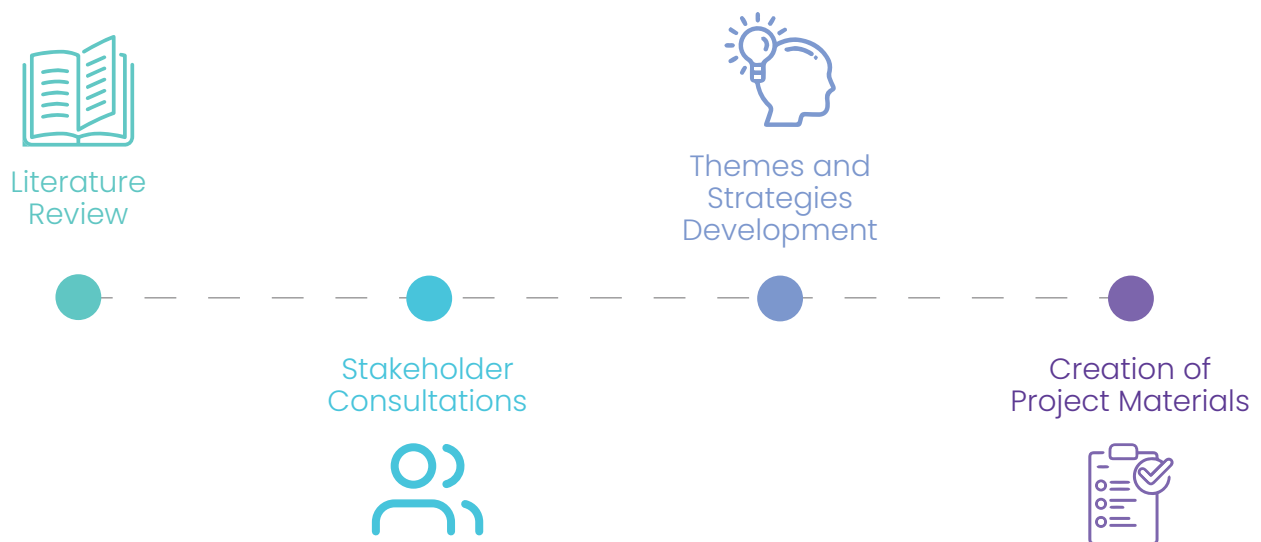 Literature
Review
Stakeholder
Consultations
Themes and
Strategies
Development
Creation of
Project Materials